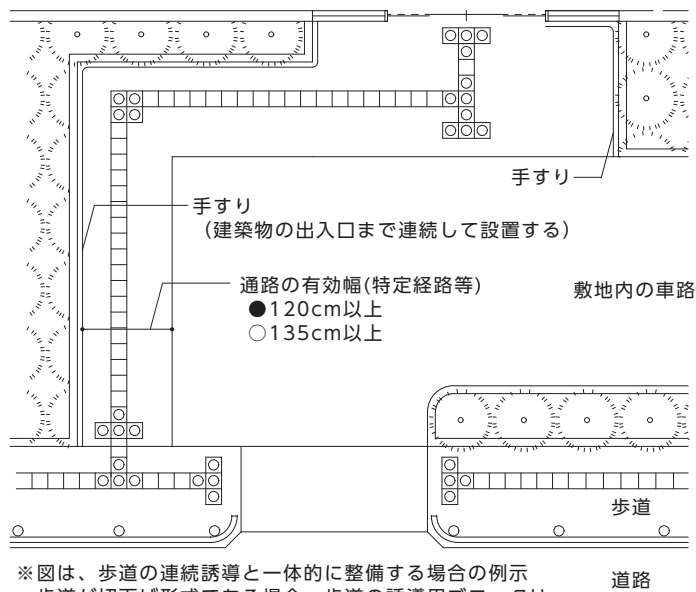 手すり
手すり
(建築物の出入口まで連続して設置する)
通路の有効幅(特定経路等)
●120cm以上
○135cm以上
敷地内の車路
歩道
※図は、歩道の連続誘導と一体的に整備する場合の例示
道路